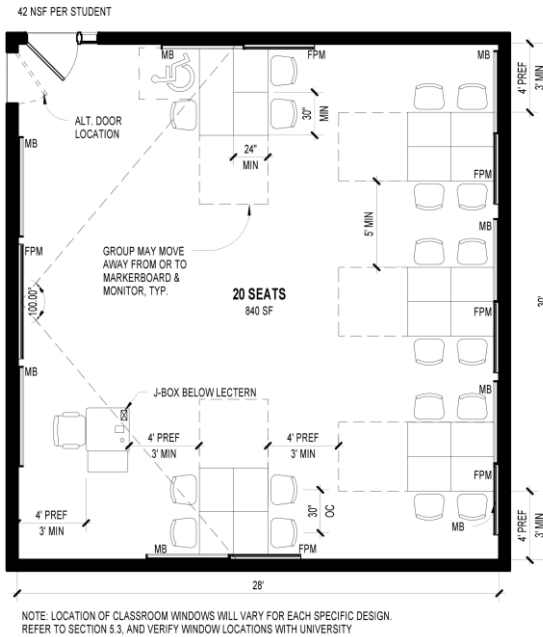 42 NSF PER STUDENT
MB
FPM
MB
4' PREF
3' MIN
ALT. DOOR
LOCATION
MB
30"
MIN
24"
MIN
FPM
5' MIN
MB
FPM
GROUP MAY MOVE
AWAY FROM OR TO
MARKERBOARD &
MONITOR, TYP.
100.00°
20 SEATS
840 SF
30'
FPM
MB
J-BOX BELOW LECTERN
MB
4' PREF
3' MIN
4' PREF
3' MIN
FPM
4' PREF
3' MIN
30"
OC
MB
4' PREF
3' MIN
MB
FPM
28'
NOTE: LOCATION OF CLASSROOM WINDOWS WILL VARY FOR EACH SPECIFIC DESIGN.
REFER TO SECTION 5.3, AND VERIFY WINDOW LOCATIONS WITH UNIVERSITY